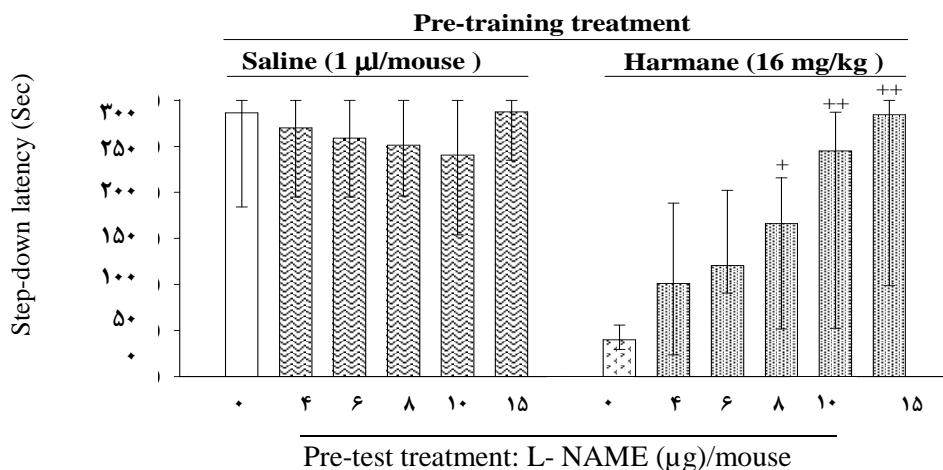 Pre-training treatment
Saline (1 µl/mouse )
Harmane (16 mg/kg )
Step-down latency (Sec)
۳۰۰
۲۵۰
۲۰۰
۱۵۰
۱۰۰
۵۰
۰
+
++
++
۰ ۴ ۶ ۸ ۱۰ ۱۵ ۰ ۴ ۶ ۸ ۱۰ ۱۵
Pre-test treatment: L- NAME (µg)/mouse